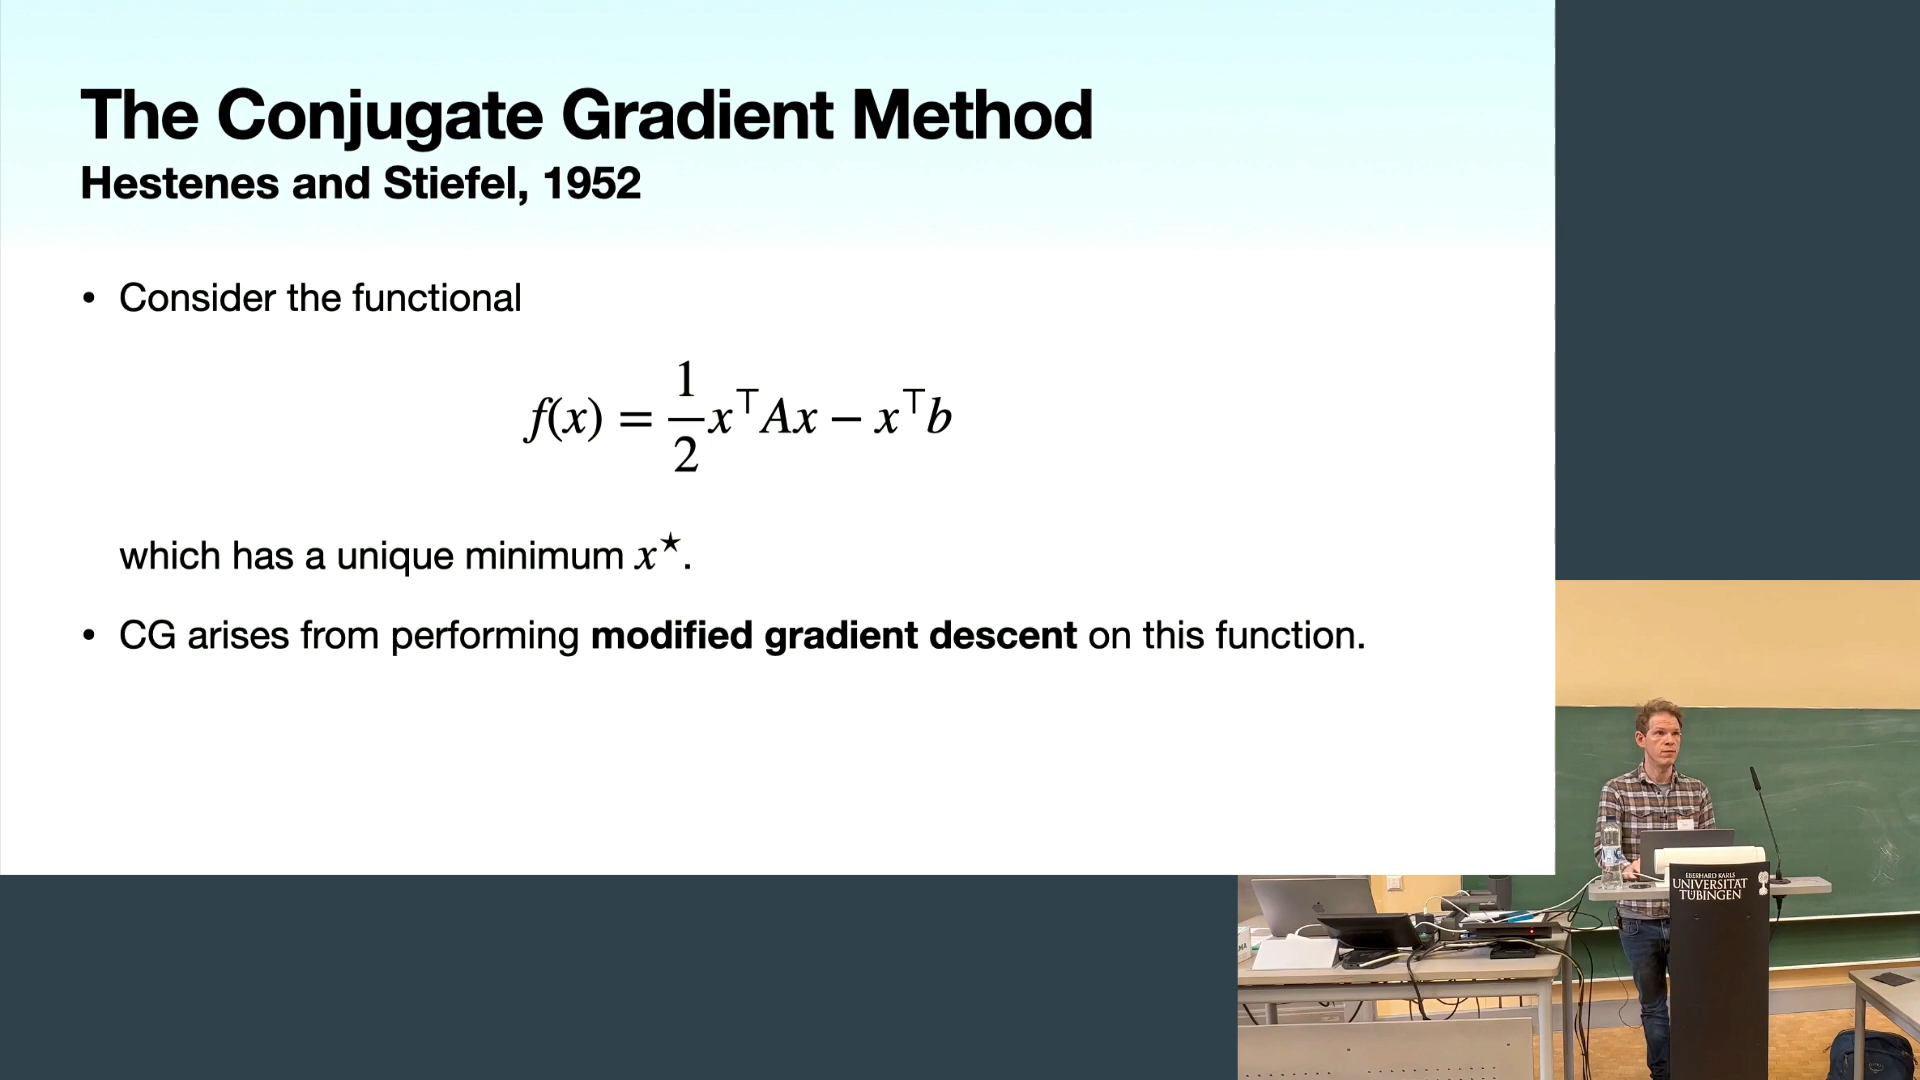 The Conjugate Gradient Method
Hestenes and Stiefel, 1952
• Consider the functional
f(x) = \frac{1}{2} x^⊤Ax − x^⊤b
which has a unique minimum x^★.
• CG arises from performing modified gradient descent on this function.
EBERHARD KARLS
UNIVERSITÄT
TÜBINGEN